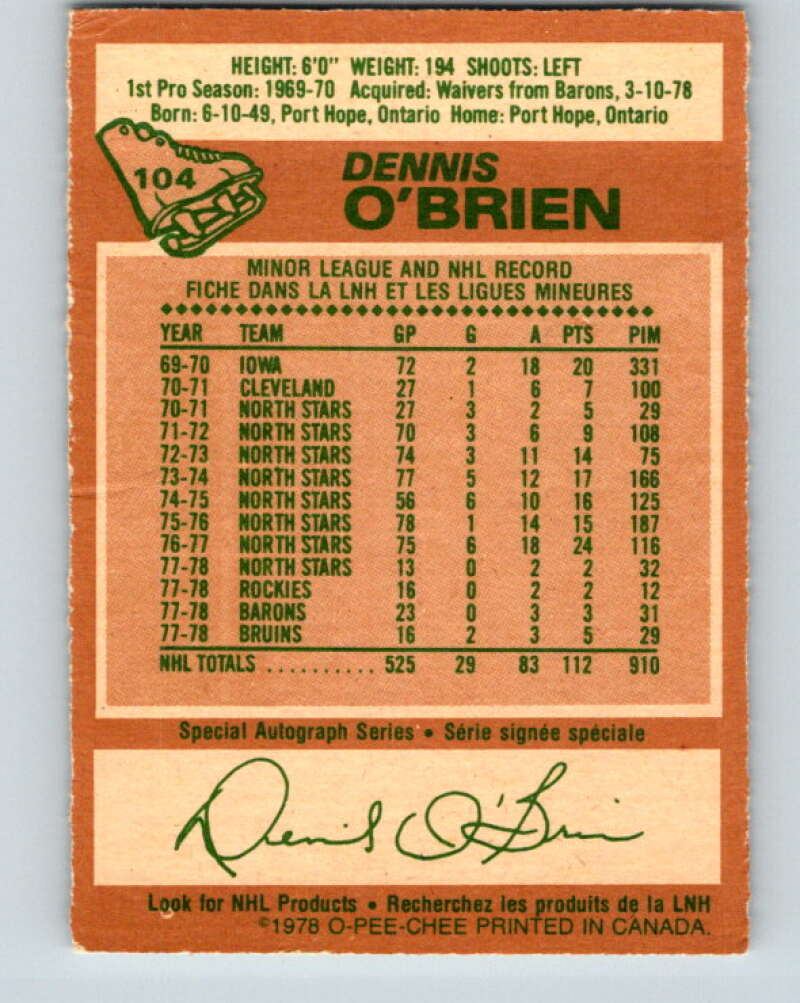 HEIGHT: 6'0" WEIGHT: 194 SHOOTS: LEFT
1st Pro Season: 1969-70 Acquired: Waivers from Barons, 3-10-78
Born: 6-10-49, Port Hope, Ontario Home: Port Hope, Ontario
104
DENNIS
O'BRIEN
MINOR LEAGUE AND NHL RECORD
FICHE DANS LA LNH ET LES LIGUES MINEURES
YEAR TEAM GP G A PTS PIM
69-70 IOWA 72 2 18 20 331
70-71 CLEVELAND 27 1 6 7 100
70-71 NORTH STARS 27 3 2 5 29
71-72 NORTH STARS 70 3 6 9 108
72-73 NORTH STARS 74 3 11 14 75
73-74 NORTH STARS 77 5 12 17 166
74-75 NORTH STARS 56 6 10 16 125
75-76 NORTH STARS 78 1 14 15 187
76-77 NORTH STARS 75 6 18 24 116
77-78 NORTH STARS 13 0 2 2 32
77-78 ROCKIES 16 0 2 2 12
77-78 BARONS 23 0 3 3 31
77-78 BRUINS 16 2 3 5 29
NHL TOTALS .......... 525 29 83 112 910
Special Autograph Series • Série signée spéciale
Dennis O'Brien
Look for NHL Products • Recherchez les produits de la LNH
©1978 O-PEE-CHEE PRINTED IN CANADA.